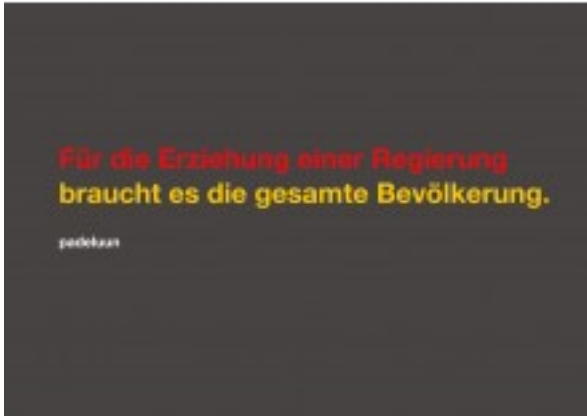 Für die Erziehung einer Regierung
braucht es die gesamte Bevölkerung.
padeluun